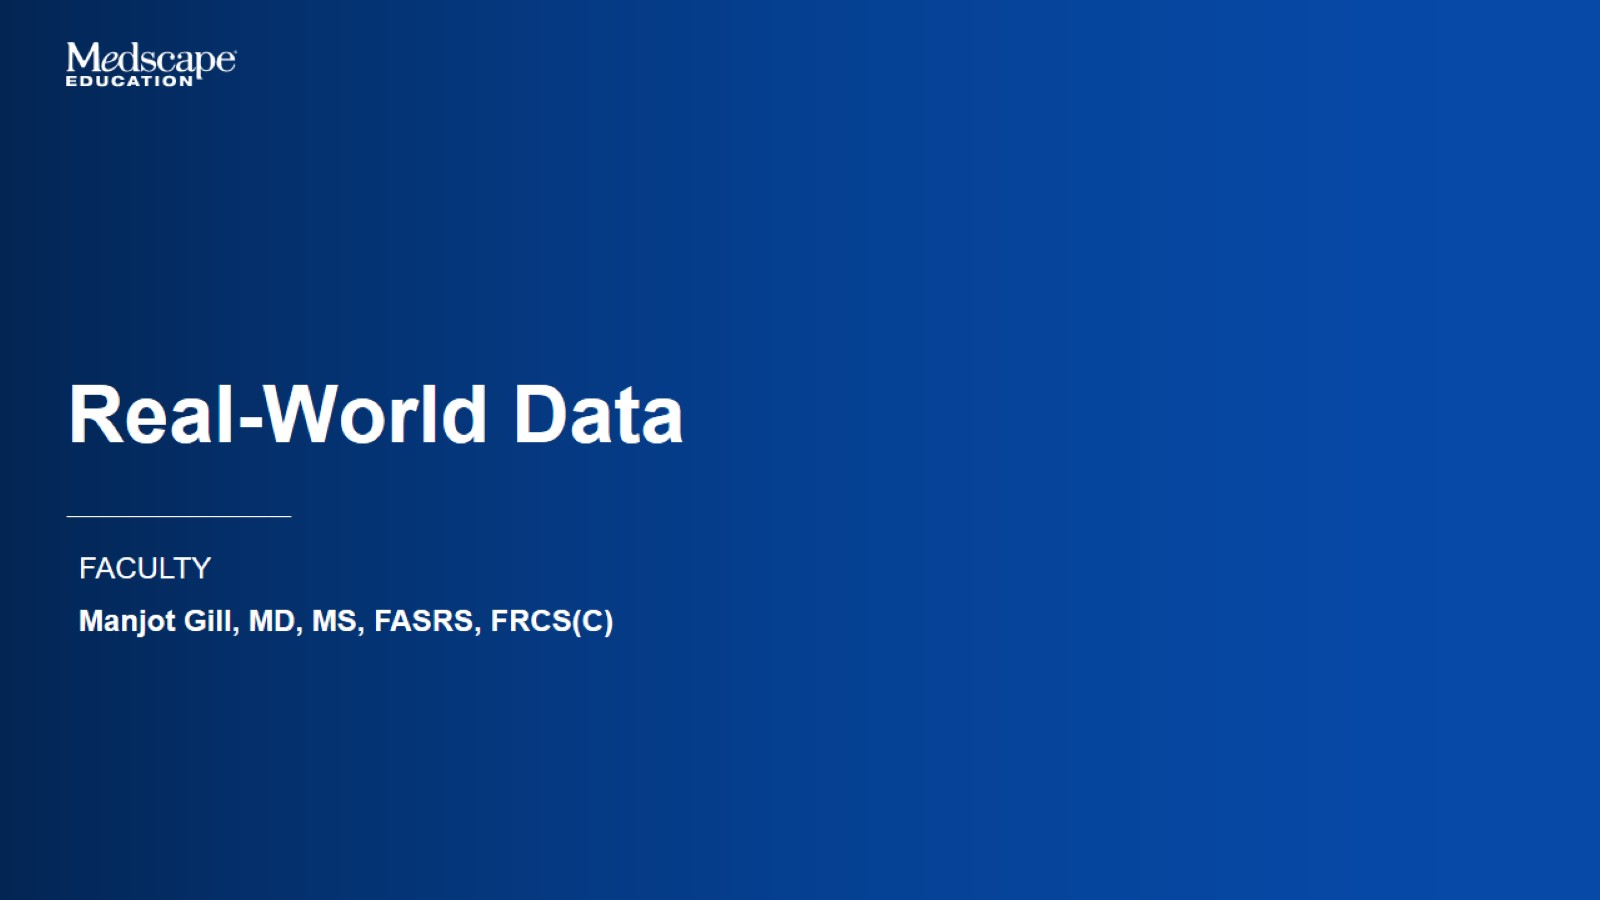 Medscape
EDUCATION
Real-World Data
FACULTY
Manjot Gill, MD, MS, FASRS, FRCS(C)